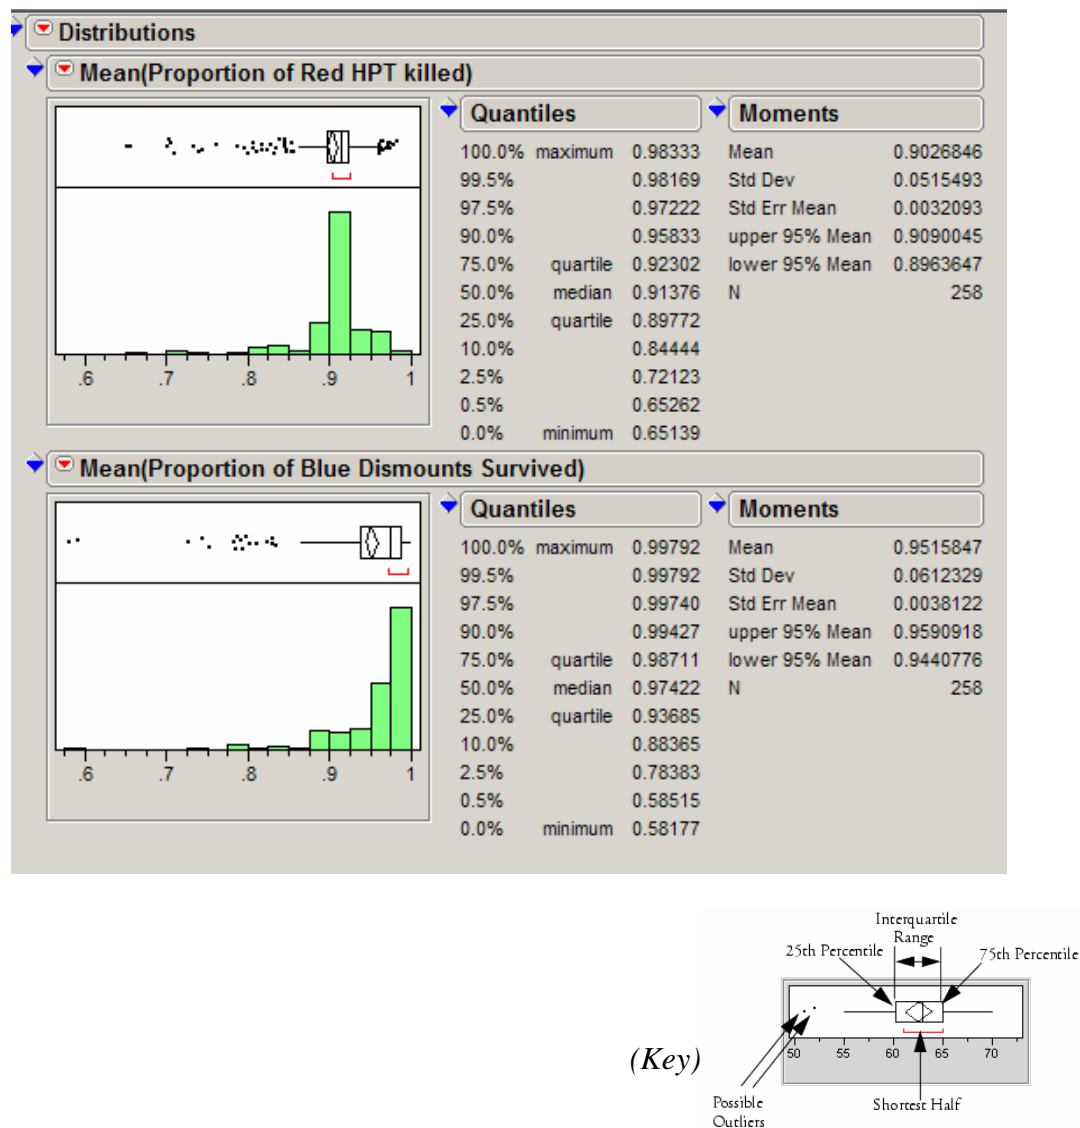 Distributions
Mean(Proportion of Red HPT killed)
Quantiles
100.0% maximum 0.98333
99.5% 0.98169
97.5% 0.97222
90.0% 0.95833
75.0% quartile 0.92302
50.0% median 0.91376
25.0% quartile 0.89772
10.0% 0.84444
2.5% 0.72123
0.5% 0.65262
0.0% minimum 0.65139
Moments
Mean 0.9026846
Std Dev 0.0515493
Std Err Mean 0.0032093
upper 95% Mean 0.9090045
lower 95% Mean 0.8963647
N 258
.6 .7 .8 .9 1
Mean(Proportion of Blue Dismounts Survived)
Quantiles
100.0% maximum 0.99792
99.5% 0.99792
97.5% 0.99740
90.0% 0.99427
75.0% quartile 0.98711
50.0% median 0.97422
25.0% quartile 0.93685
10.0% 0.88365
2.5% 0.78383
0.5% 0.58515
0.0% minimum 0.58177
Moments
Mean 0.9515847
Std Dev 0.0612329
Std Err Mean 0.0038122
upper 95% Mean 0.9590918
lower 95% Mean 0.9440776
N 258
.6 .7 .8 .9 1
(Key)
Interquartile
Range
25th Percentile
75th Percentile
50 55 60 65 70
Possible
Outliers
Shortest Half